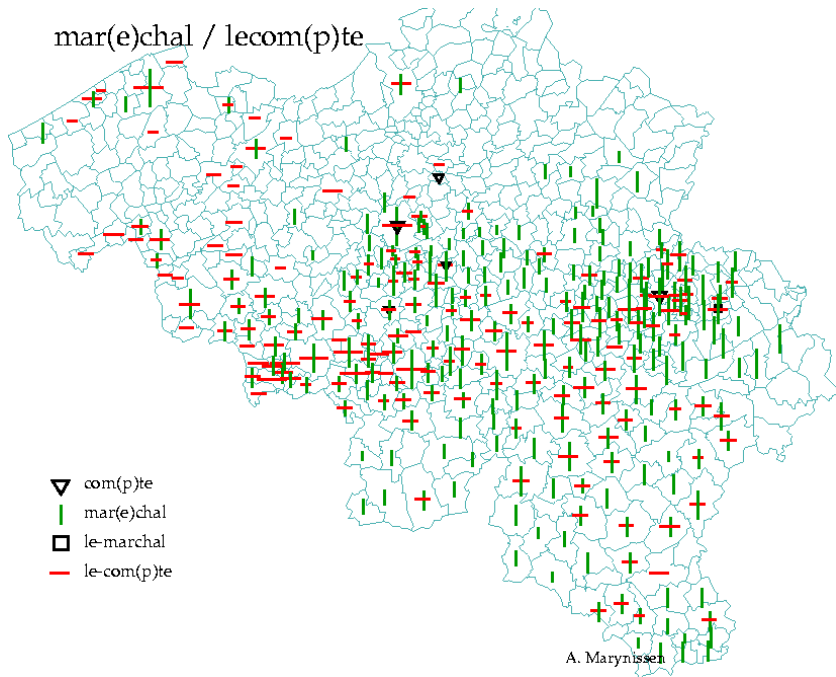 mar(e)chal / lecom(p)te
com(p)te
mar(e)chal
le-marchal
le-com(p)te
A. Marynissen